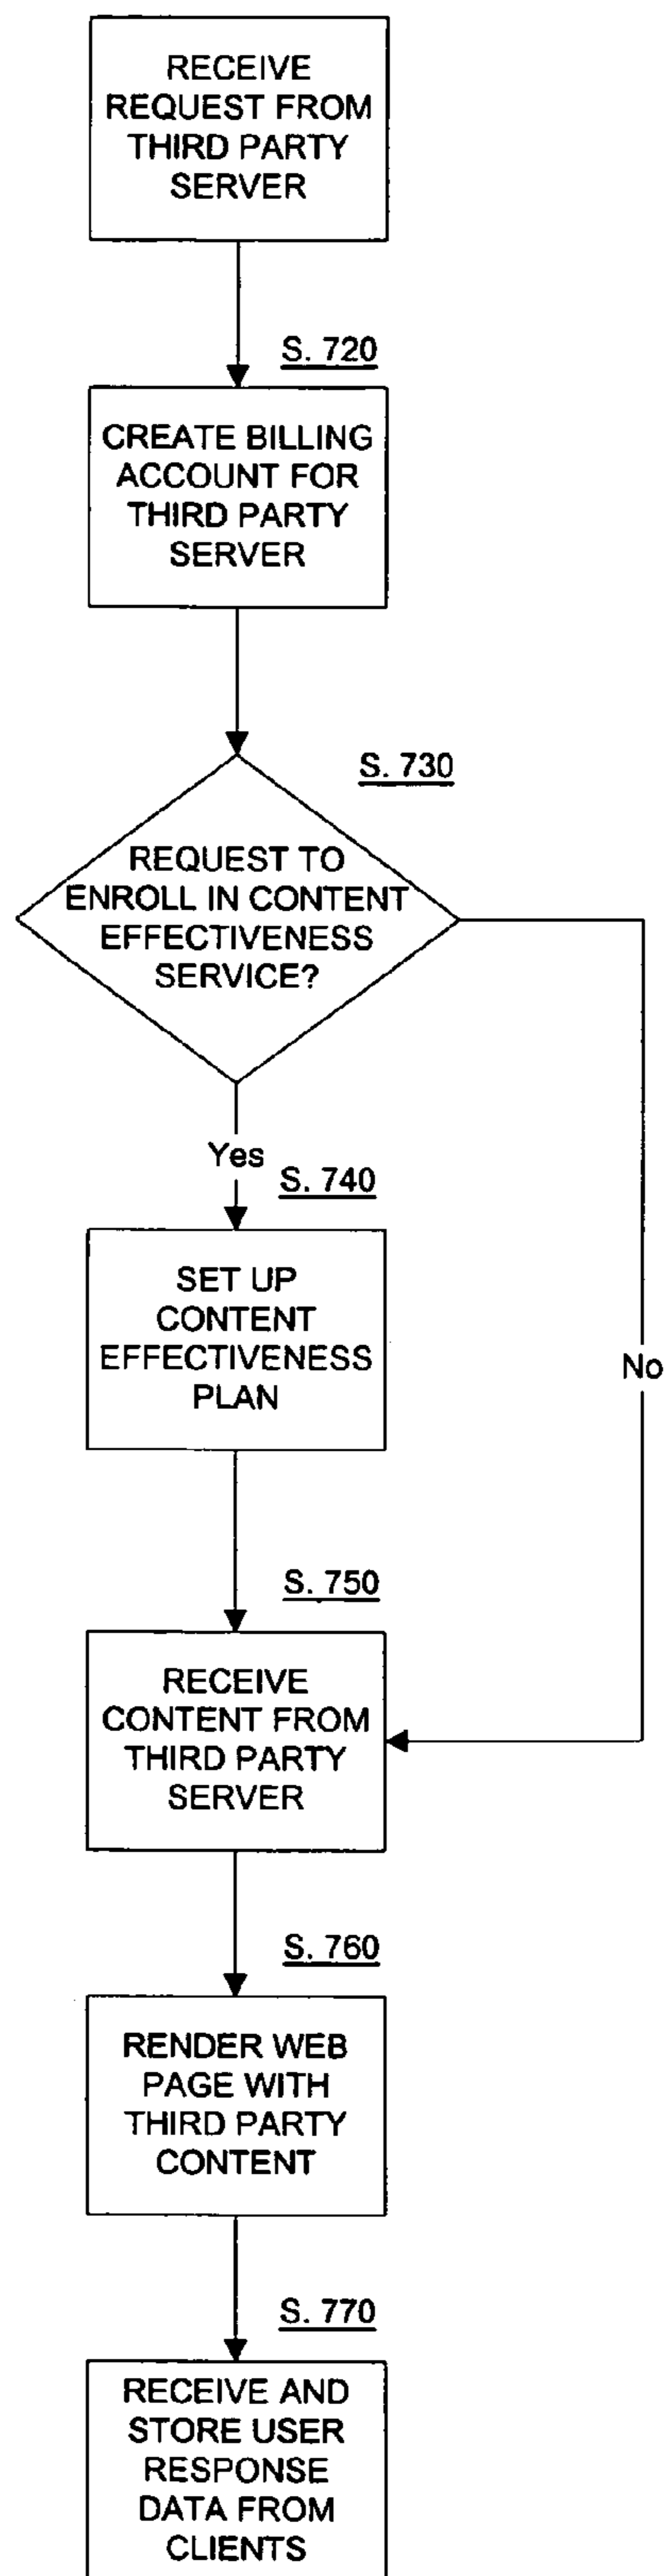 RECEIVE
REQUEST FROM
THIRD PARTY
SERVER
S. 720
CREATE BILLING
ACCOUNT FOR
THIRD PARTY
SERVER
S. 730
REQUEST TO
ENROLL IN CONTENT
EFFECTIVENESS
SERVICE?
Yes
S. 740
SET UP
CONTENT
EFFECTIVENESS
PLAN
No
S. 750
RECEIVE
CONTENT FROM
THIRD PARTY
SERVER
S. 760
RENDER WEB
PAGE WITH
THIRD PARTY
CONTENT
S. 770
RECEIVE AND
STORE USER
RESPONSE
DATA FROM
CLIENTS